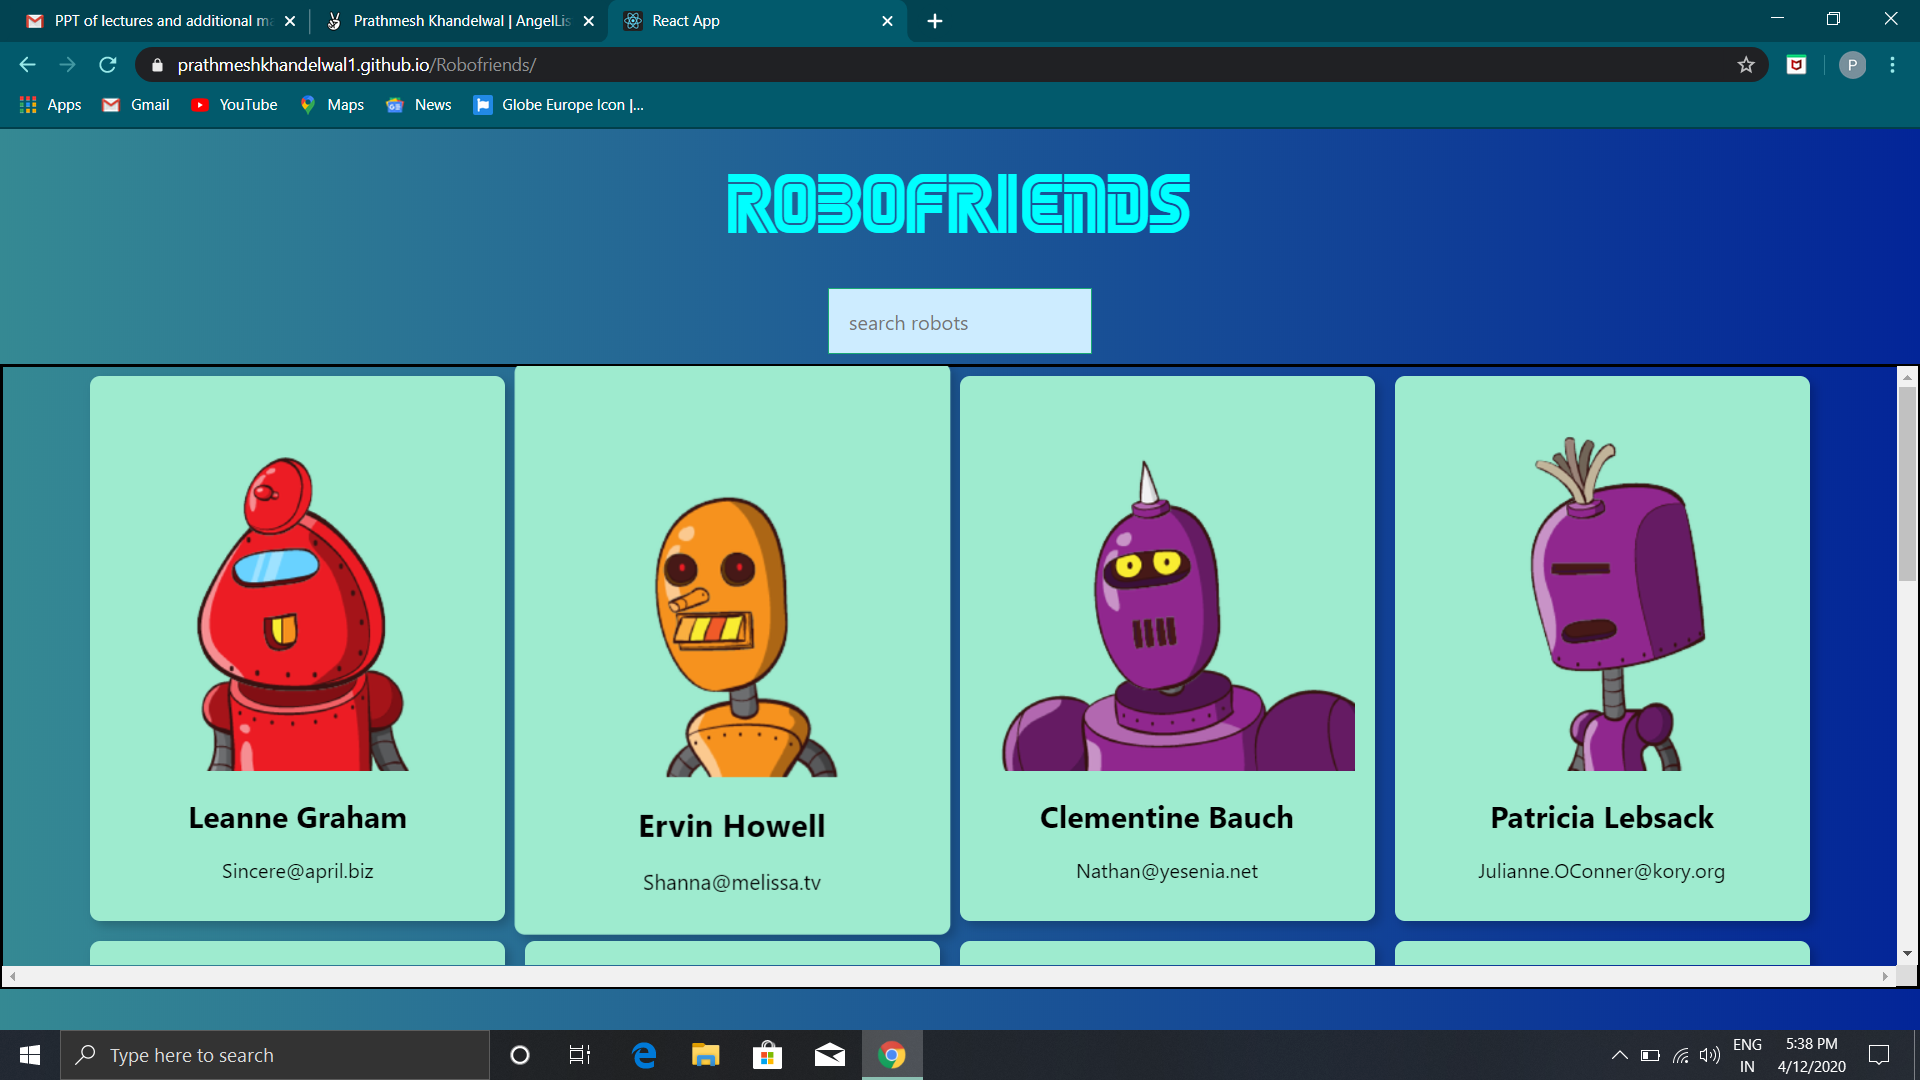 PPT of lectures and additional ma
Prathmesh Khandelwal | AngelLis
React App
prathmeshkhandelwal1.github.io/Robofriends/
P
Apps
Gmail
YouTube
Maps
News
Globe Europe Icon |...
ROBOFRIENDS
search robots
Leanne Graham
Sincere@april.biz
Ervin Howell
Shanna@melissa.tv
Clementine Bauch
Nathan@yesenia.net
Patricia Lebsack
Julianne.OConner@kory.org
Type here to search
ENG
IN
5:38 PM
4/12/2020